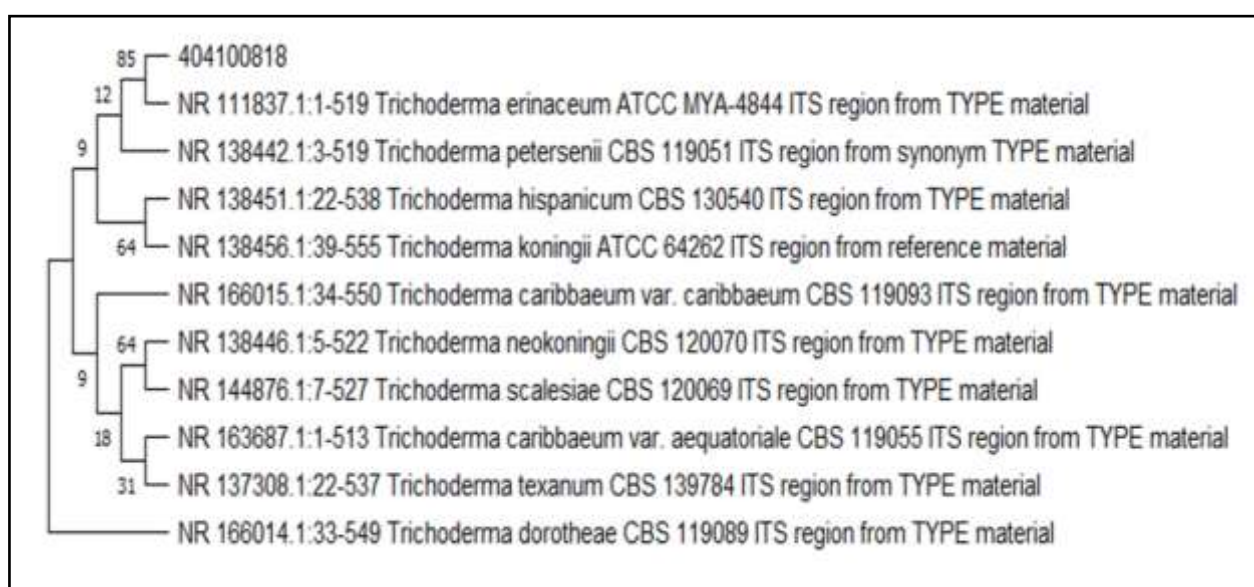 85 404100818
12
NR 111837.1:1-519 Trichoderma erinaceum ATCC MYA-4844 ITS region from TYPE material
9 NR 138442.1:3-519 Trichoderma petersenii CBS 119051 ITS region from synonym TYPE material
NR 138451.1:22-538 Trichoderma hispanicum CBS 130540 ITS region from TYPE material
64 NR 138456.1:39-555 Trichoderma koningii ATCC 64262 ITS region from reference material
NR 166015.1:34-550 Trichoderma caribbaeum var. caribbaeum CBS 119093 ITS region from TYPE material
64 NR 138446.1:5-522 Trichoderma neokoningii CBS 120070 ITS region from TYPE material
9
NR 144876.1:7-527 Trichoderma scalesiae CBS 120069 ITS region from TYPE material
18 NR 163687.1:1-513 Trichoderma caribbaeum var. aequatoriale CBS 119055 ITS region from TYPE material
31 NR 137308.1:22-537 Trichoderma texanum CBS 139784 ITS region from TYPE material
NR 166014.1:33-549 Trichoderma dorotheae CBS 119089 ITS region from TYPE material